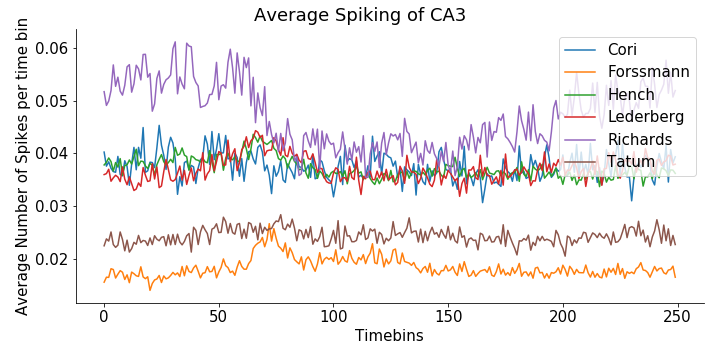 Average Spiking of CA3
Average Number of Spikes per time bin
0.06
0.05
0.04
0.03
0.02
0
50
100
150
200
250
Timebins
Cori
Forssmann
Hench
Lederberg
Richards
Tatum